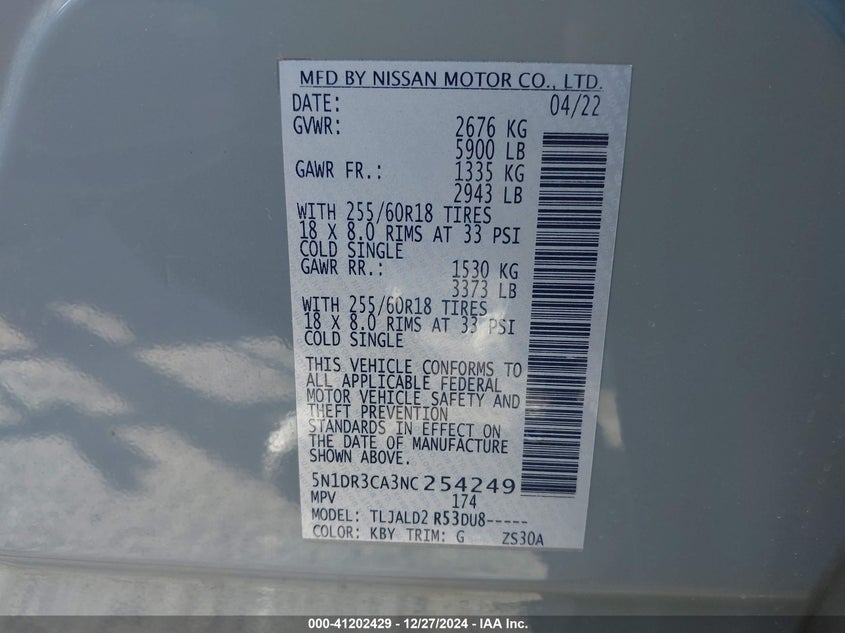 MFD BY NISSAN MOTOR CO., LTD.
DATE: 04/22
GVWR: 2676 KG
5900 LB
GAWR FR.: 1335 KG
2943 LB
WITH 255/60R18 TIRES
18 X 8.0 RIMS AT 33 PSI
COLD SINGLE
GAWR RR.: 1530 KG
3373 LB
WITH 255/60R18 TIRES
18 X 8.0 RIMS AT 33 PSI
COLD SINGLE
THIS VEHICLE CONFORMS TO
ALL APPLICABLE FEDERAL
MOTOR VEHICLE SAFETY AND
THEFT PREVENTION
STANDARDS IN EFFECT ON
THE DATE OF MANUFACTURE
SHOWN ABOVE.
5N1DR3CA3NC254249
MPV 174
MODEL: TLJALD2 R53DU8-----
COLOR: KBY TRIM: G ZS30A
000-41202429 - 12/27/2024 - IAA Inc.